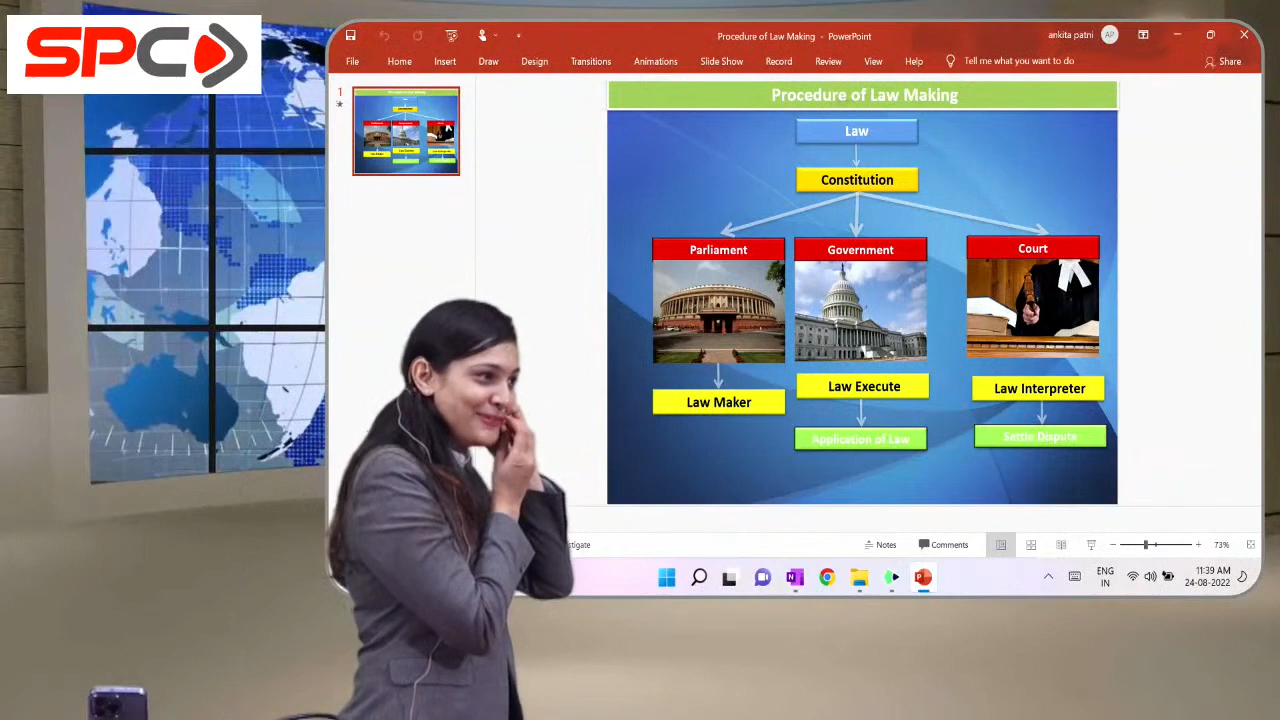 SPC
Procedure of Law Making - PowerPoint
ankita patni
AP
File Home Insert Draw Design Transitions Animations Slide Show Record Review View Help Tell me what you want to do Share
1
Procedure of Law Making
Law
Constitution
Parliament Government Court
Law Maker Law Execute Law Interpreter
Application of Law Settle Dispute
Notes Comments 73%
ENG
IN
11:39 AM
24-08-2022